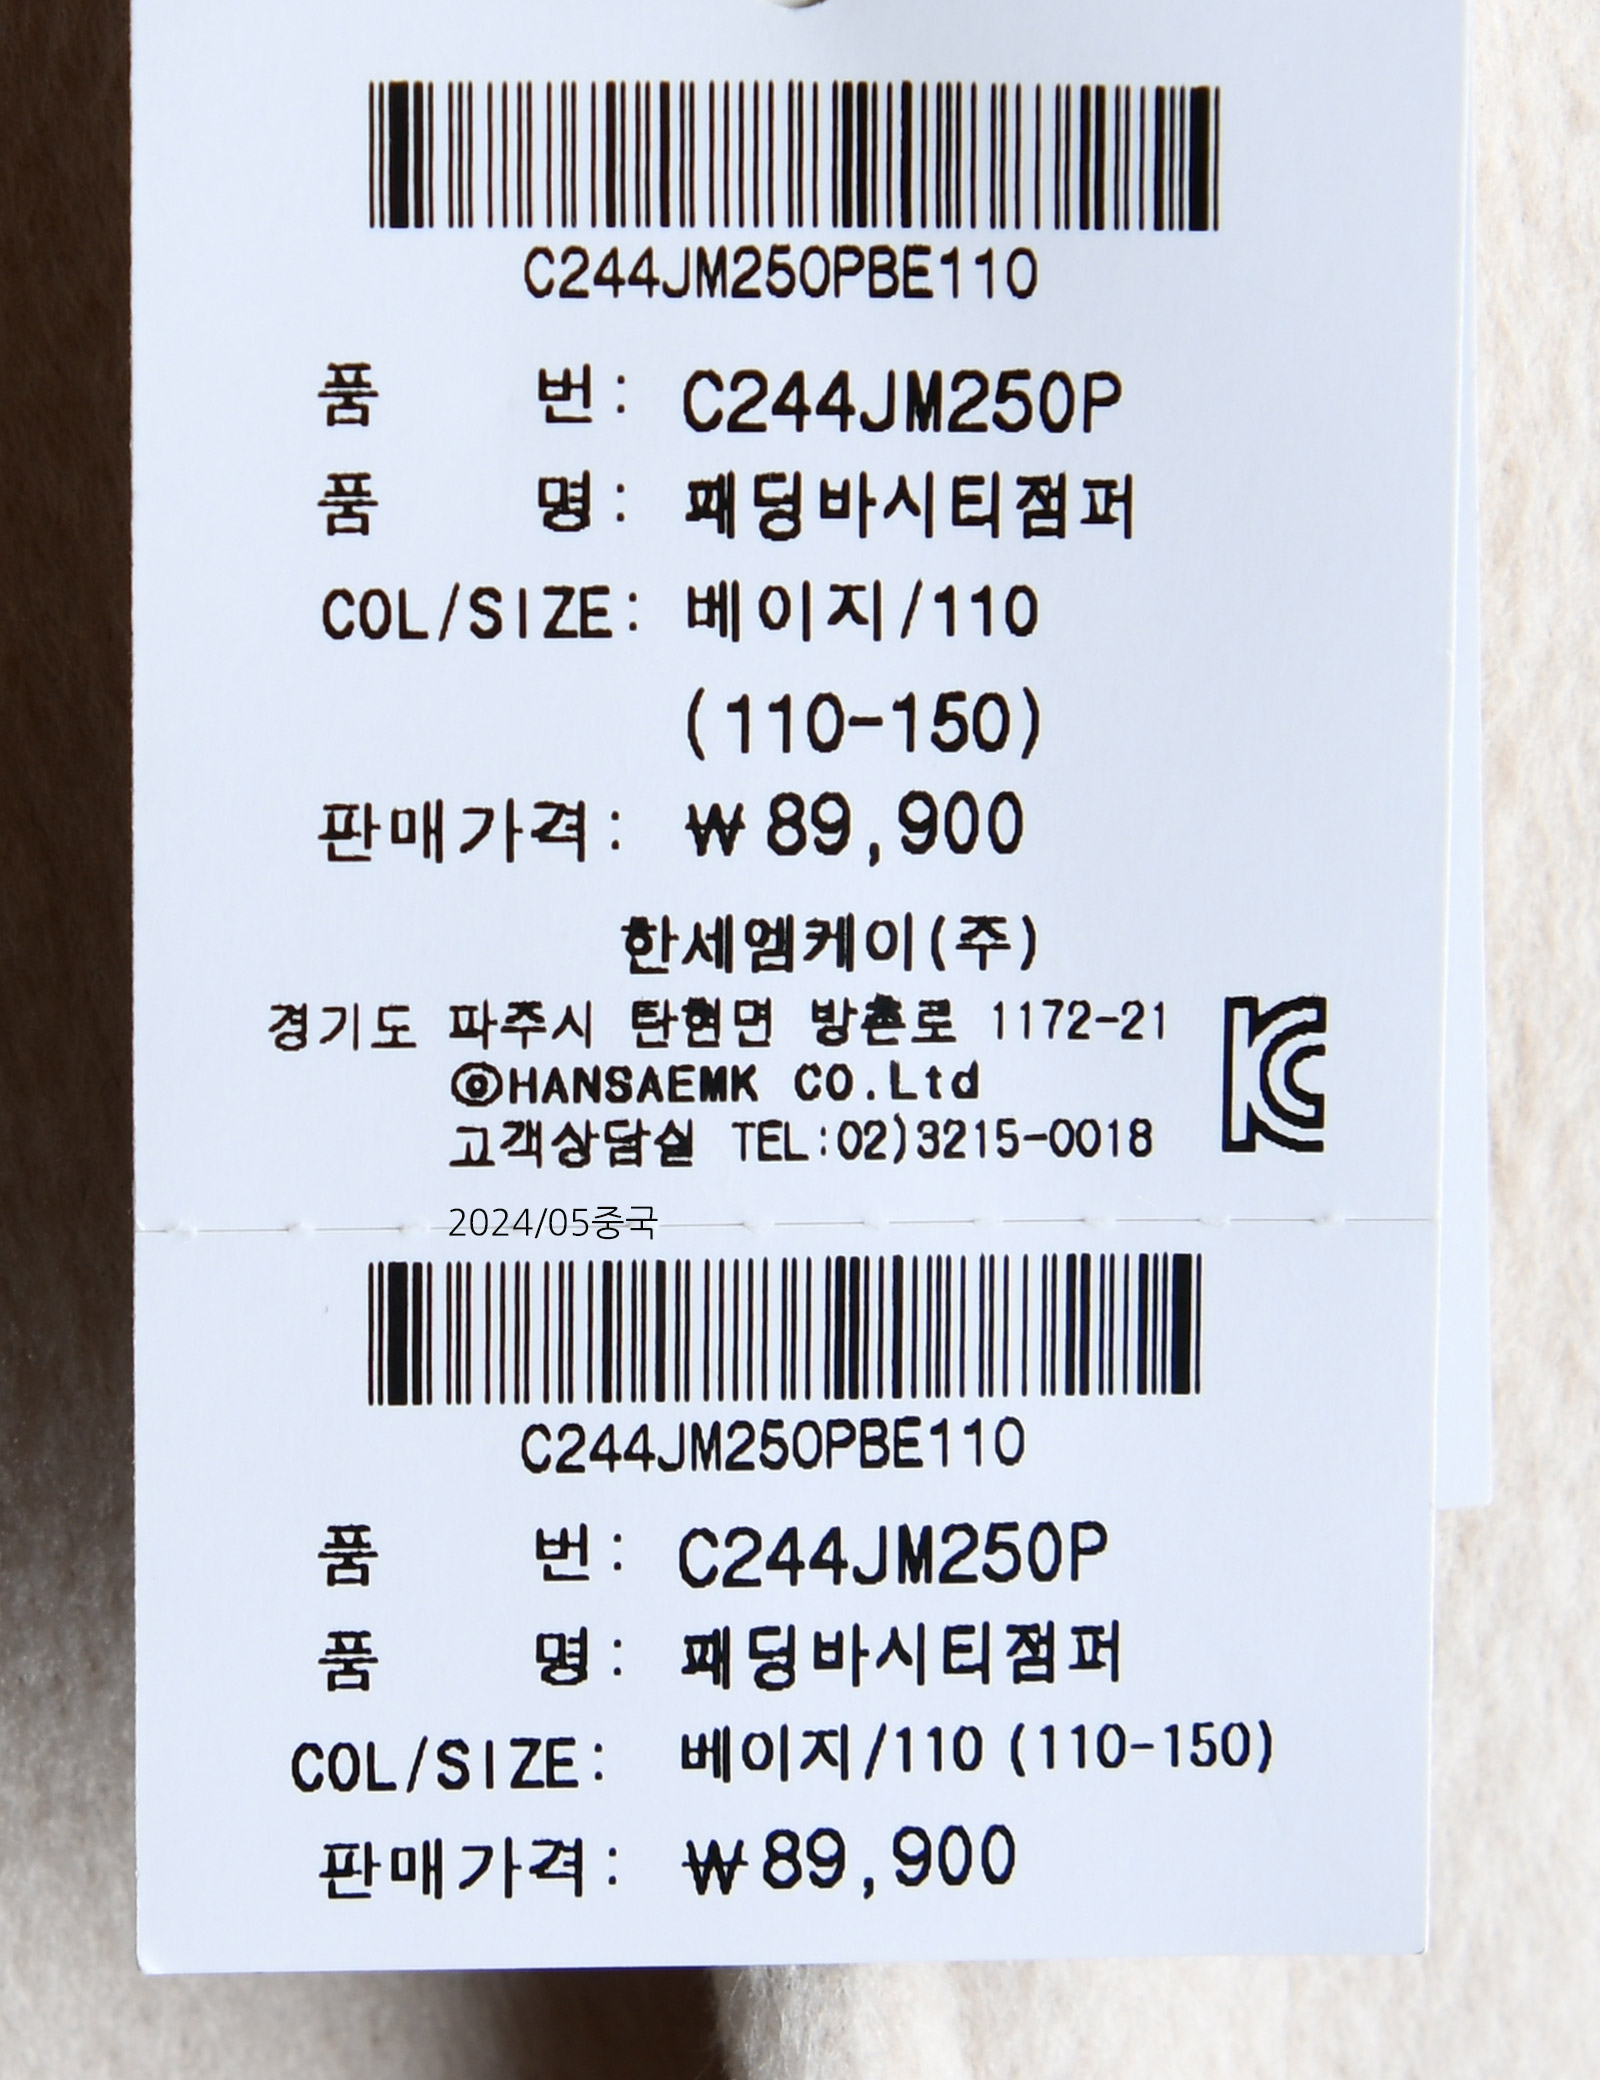 C244JM250PBE110
품 번: C244JM250P
품 명: 패딩바시티점퍼
COL/SIZE: 베이지/110
(110-150)
판매가격: ₩89,900
한세엠케이(주)
경기도 파주시 탄현면 방촌로 1172-21
◎HANSAEMK CO.Ltd
고객상담실 TEL:02)3215-0018
2024/05중국
C244JM250PBE110
품 번: C244JM250P
품 명: 패딩바시티점퍼
COL/SIZE: 베이지/110 (110-150)
판매가격: ₩89,900